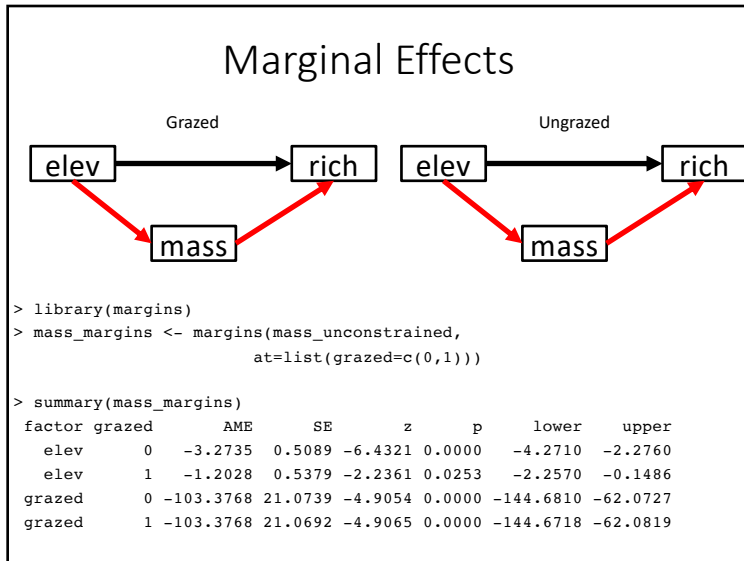 Marginal Effects
Grazed
Ungrazed
elev
rich
mass
elev
rich
mass
> library(margins)
> mass_margins <- margins(mass_unconstrained,
at=list(grazed=c(0,1)))
> summary(mass_margins)
factor grazed AME SE z p lower upper
elev 0 -3.2735 0.5089 -6.4321 0.0000 -4.2710 -2.2760
elev 1 -1.2028 0.5379 -2.2361 0.0253 -2.2570 -0.1486
grazed 0 -103.3768 21.0739 -4.9054 0.0000 -144.6810 -62.0727
grazed 1 -103.3768 21.0692 -4.9065 0.0000 -144.6718 -62.0819